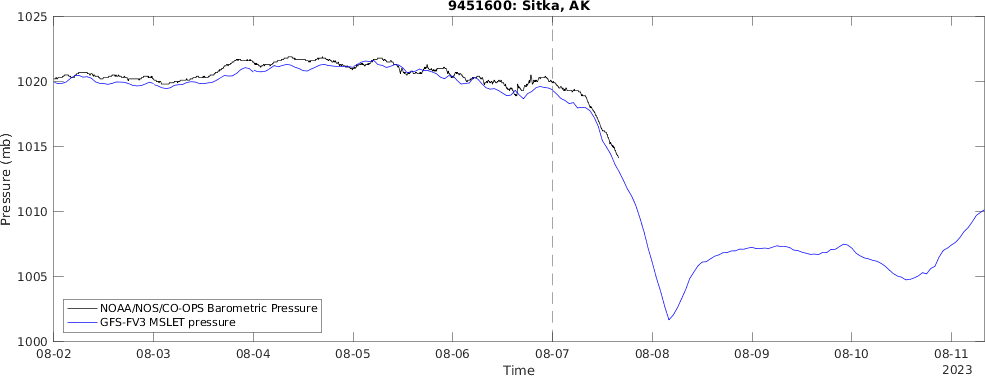 9451600: Sitka, AK
1025
1020
1015
1010
1005
1000
Pressure (mb)
NOAA/NOS/CO-OPS Barometric Pressure
GFS-FV3 MSLET pressure
08-02 08-03 08-04 08-05 08-06 08-07 08-08 08-09 08-10 08-11
Time
2023